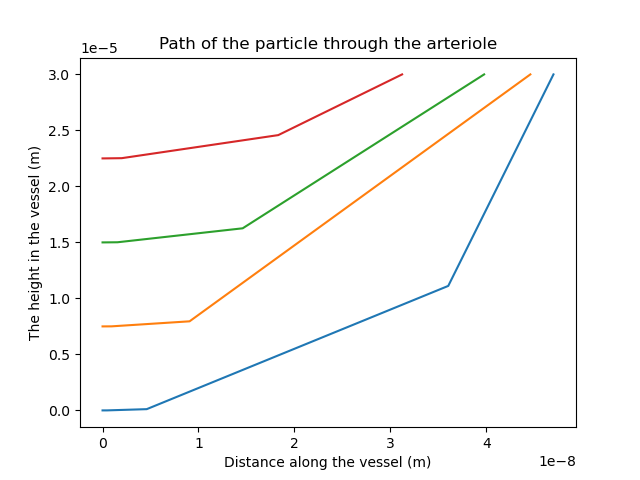 Path of the particle through the arteriole
1e−5
3.0
2.5
2.0
1.5
1.0
0.5
0.0
The height in the vessel (m)
0 1 2 3 4
1e−8
Distance along the vessel (m)